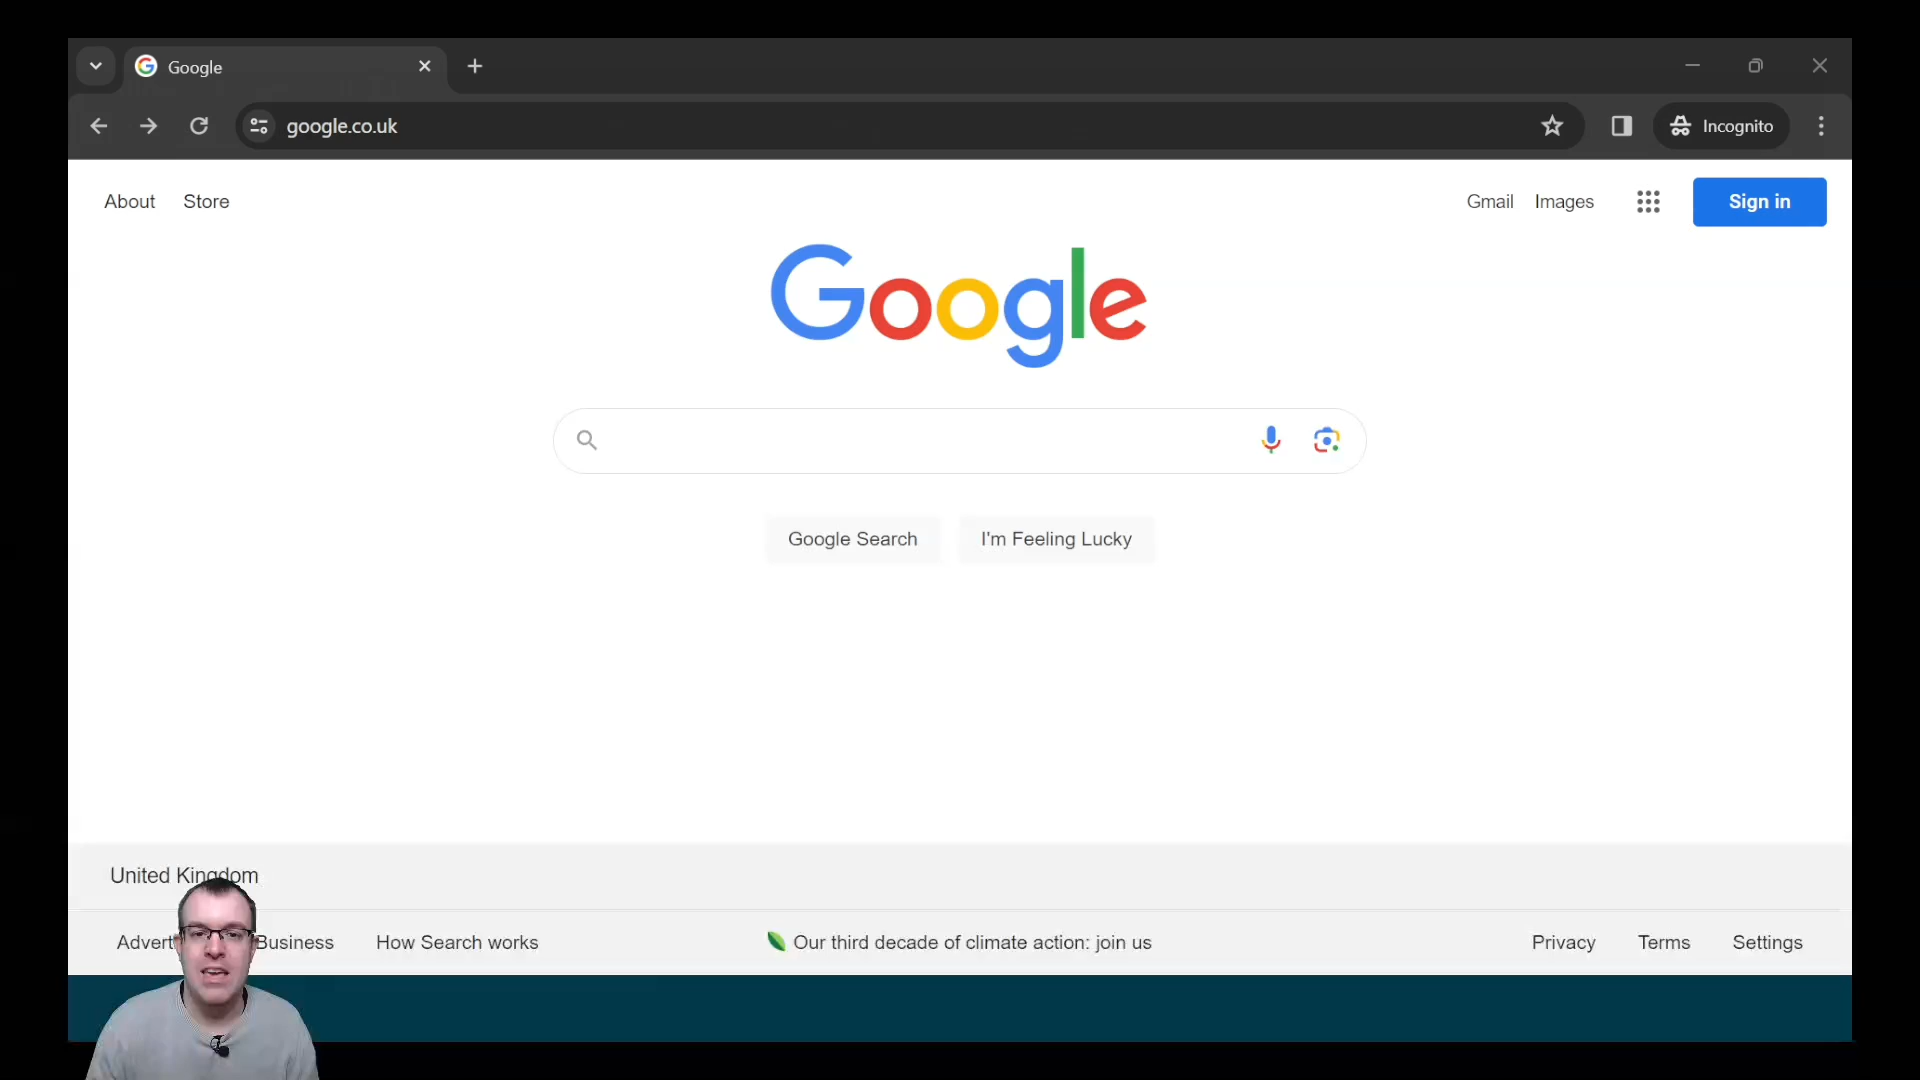 Google
google.co.uk
Incognito
About Store
Gmail Images Sign in
Google
Google Search I'm Feeling Lucky
United Kingdom
Advert Business How Search works
Our third decade of climate action: join us
Privacy Terms Settings